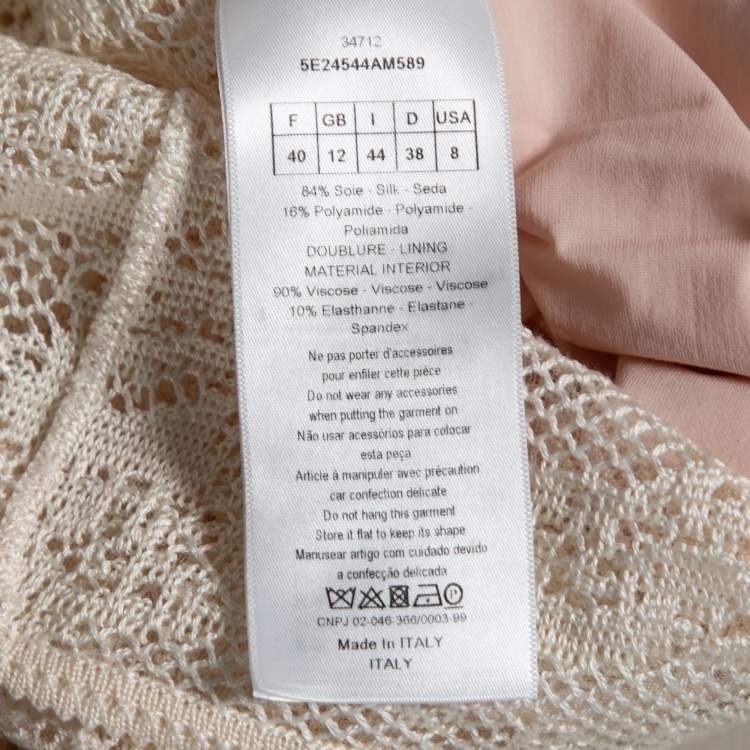 34712
5E24544AM589
F GB I D USA
40 12 44 38 8
84% Soie - Silk - Seda
16% Polyamide - Polyamide -
Poliamida
DOUBLURE - LINING
MATERIAL INTERIOR
90% Viscose - Viscose - Viscose
10% Elasthanne - Elastane -
Spandex
Ne pas porter d'accessoires
pour enfiler cette pièce
Do not wear any accessories
when putting the garment on
Não usar acessórios para colocar
esta peça
Article à manipuler avec précaution
car confection delicate
Do not hang this garment
Store it flat to keep its shape
Manusear artigo com cuidado devido
a confecção delicada
P
CNPJ 02-046-366/0003-99
Made In ITALY
ITALY